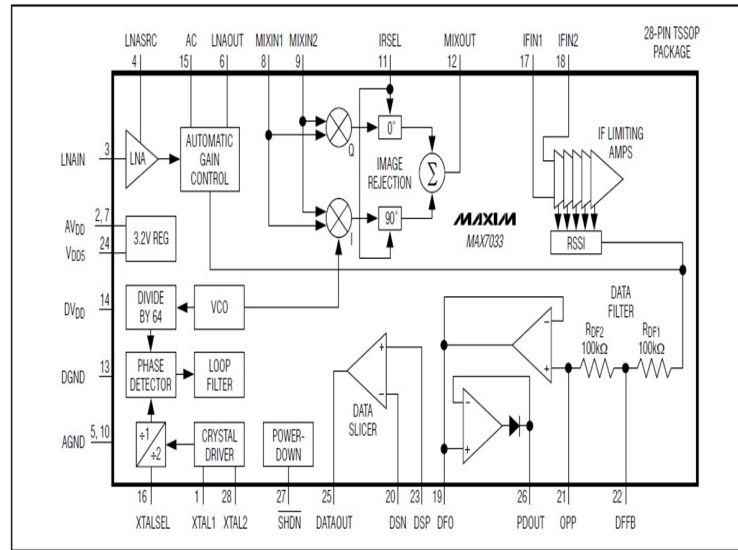 LNASRC AC LNAOUT MIXIN1 MIXIN2 IRSEL MIXOUT IFIN1 IFIN2 28-PIN TSSOP
PACKAGE
4 15 6 8 9 11 12 17 18
LNAIN 3
LNA
AUTOMATIC
GAIN
CONTROL
Q
0°
IMAGE
REJECTION
Σ
IF LIMITING
AMPS
AVDD 2, 7
VDD5 24
3.2V REG
I
90°
MAXIM
MAX7033
RSSI
DVDD 14
DIVIDE
BY 64
VCO
DATA
FILTER
RDF2
100kΩ
RDF1
100kΩ
DGND 13
PHASE
DETECTOR
LOOP
FILTER
- +
+ -
DATA
SLICER
- +
AGND 5, 10
÷1
÷2
CRYSTAL
DRIVER
POWER-
DOWN
16 1 28 27 25 20 23 19 26 21 22
XTALSEL XTAL1 XTAL2 SHDN DATAOUT DSN DSP DFO PDOUT OPP DFFB